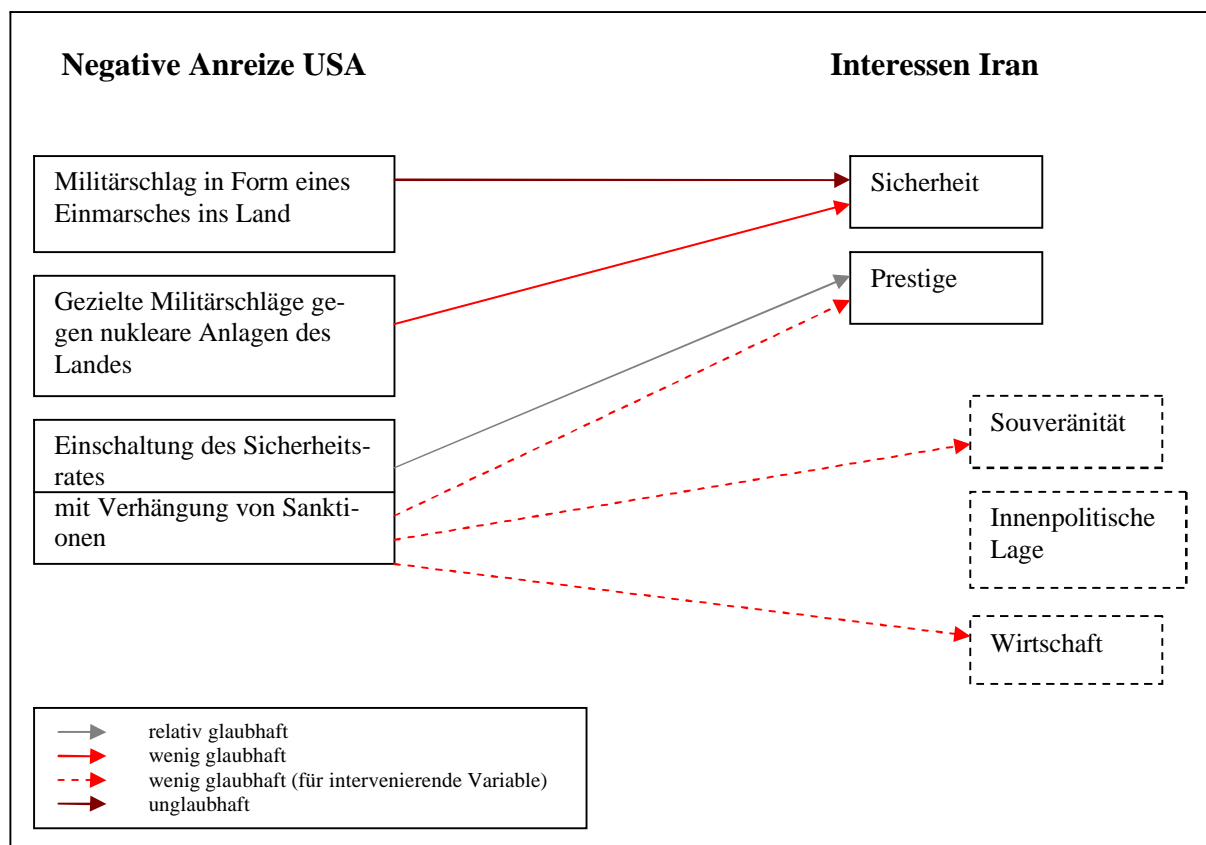 Negative Anreize USA
Interessen Iran
Militärschlag in Form eines
Einmarsches ins Land
Sicherheit
Gezielte Militärschläge ge-
gen nukleare Anlagen des
Landes
Prestige
Einschaltung des Sicherheits-
rates
mit Verhängung von Sankti-
onen
Souveränität
Innenpolitische
Lage
Wirtschaft
relativ glaubhaft
wenig glaubhaft
wenig glaubhaft (für intervenierende Variable)
unglaubhaft